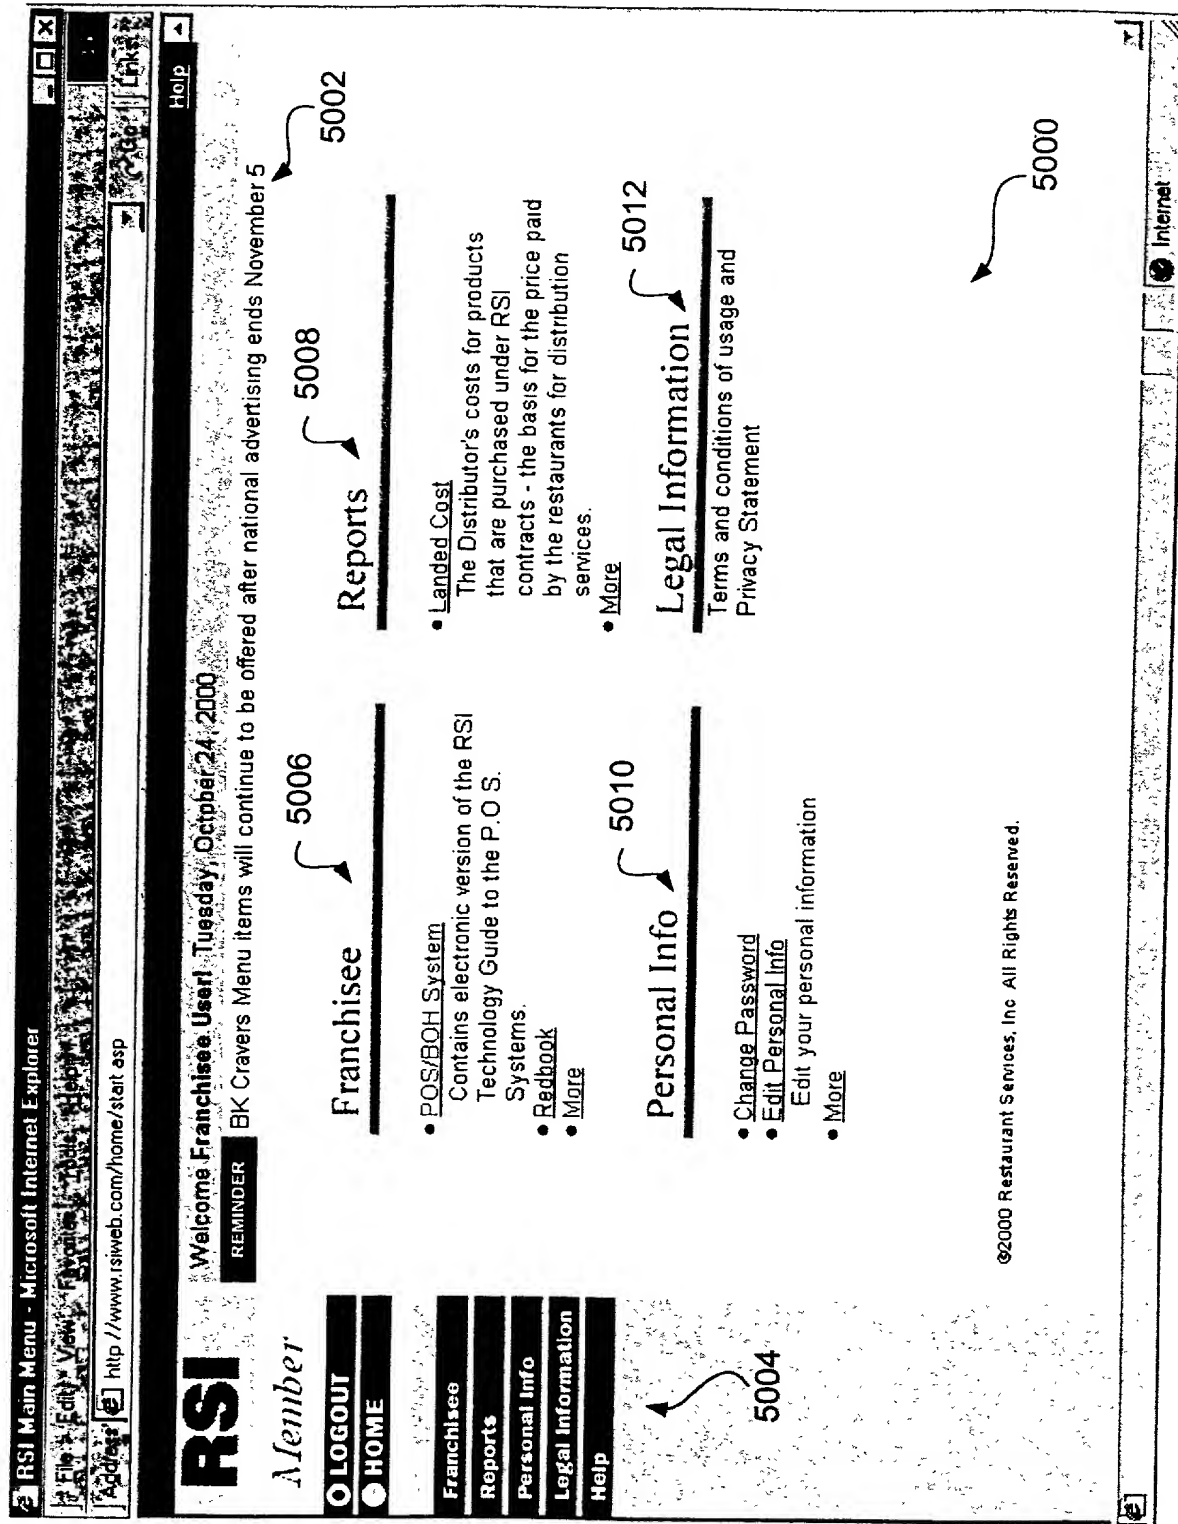 RSI Main Menu - Microsoft Internet Explorer
File Edit View Favorites Tools Help
Address http://www.rsiweb.com/home/start asp
Go Links
Help
RSI
Member
LOGOUT
HOME
Franchisee
Reports
Personal Info
Legal Information
Help
5004
Welcome Franchisee User! Tuesday, October 24, 2000
REMINDER BK Cravers Menu items will continue to be offered after national advertising ends November 5
5002
Franchisee
5006
• POS/BOH System
Contains electronic version of the RSI
Technology Guide to the P.O S.
Systems.
• Redbook
• More
Reports
5008
• Landed Cost
The Distributor's costs for products
that are purchased under RSI
contracts - the basis for the price paid
by the restaurants for distribution
services.
• More
Personal Info
5010
• Change Password
• Edit Personal Info
Edit your personal information
• More
Legal Information
5012
Terms and conditions of usage and
Privacy Statement
5000
©2000 Restaurant Services, Inc All Rights Reserved.
Internet